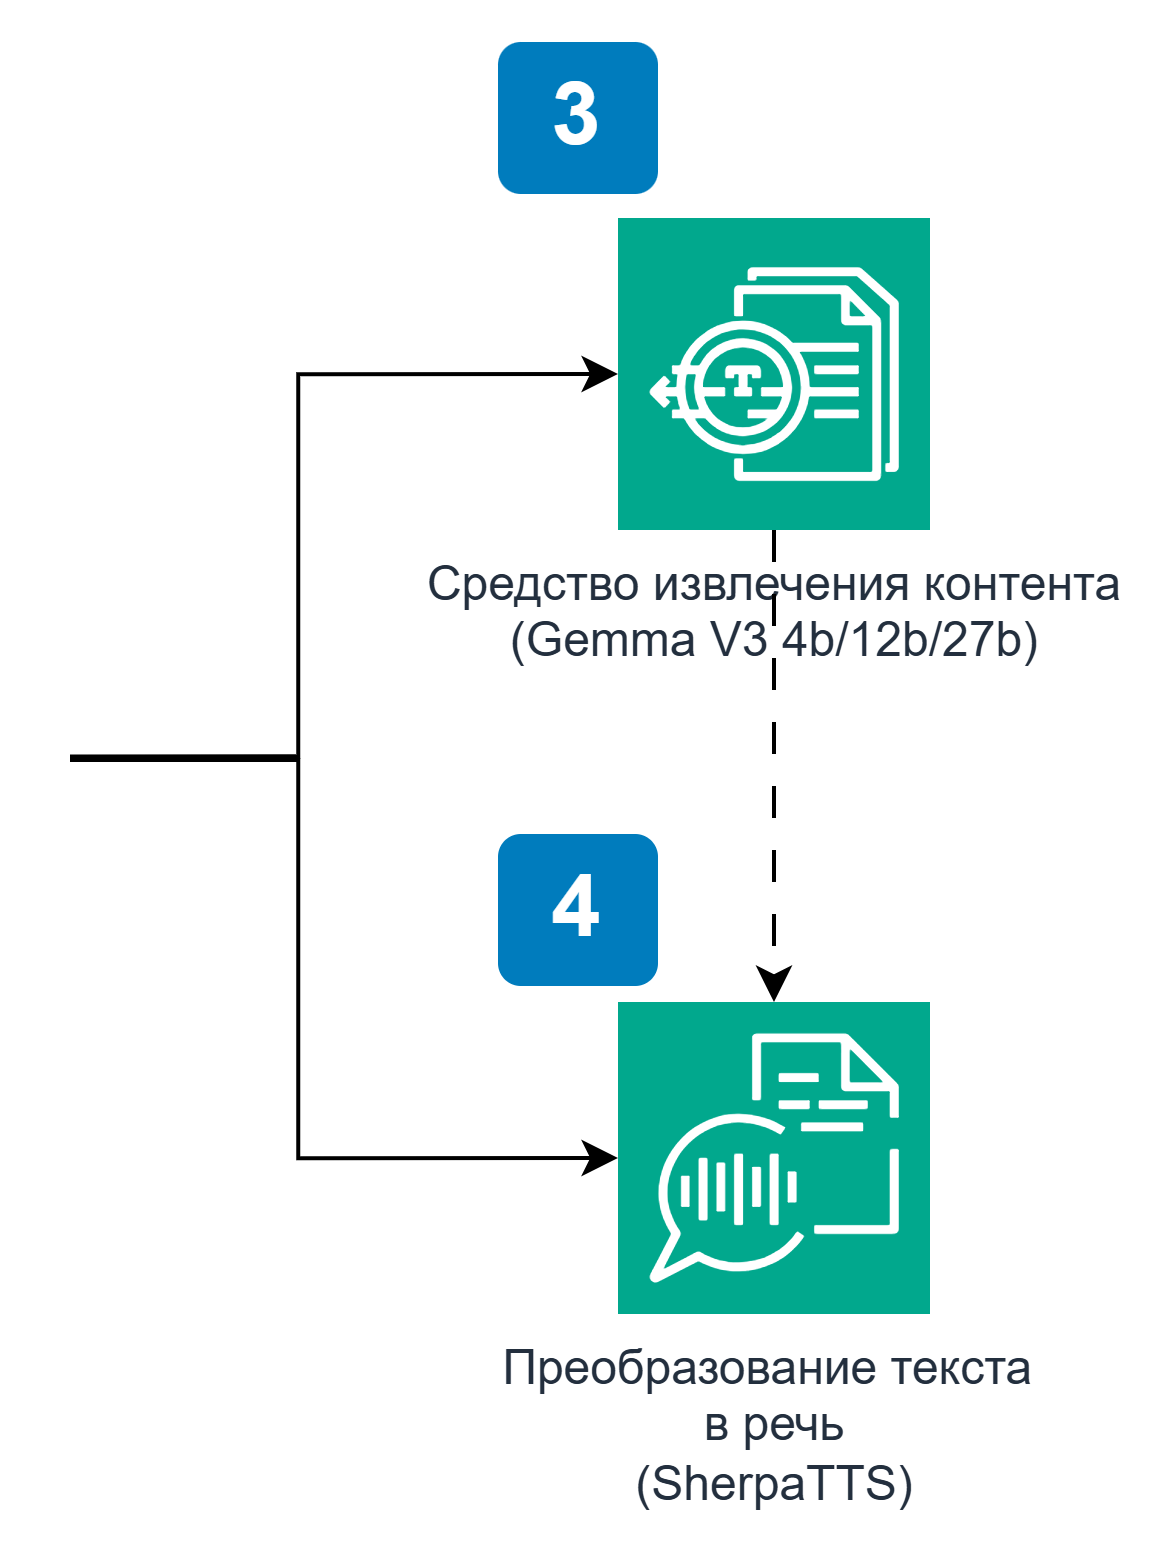 3
Средство извлечения контента
(Gemma V3 4b/12b/27b)
4
Преобразование текста
в речь
(SherpaTTS)